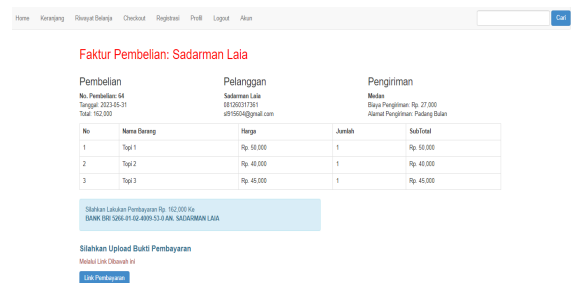 Home Keranjang Riwayat Belanja Checkout Registrasi Profil Logout Akun Cari
Faktur Pembelian: Sadarman Laia
Pembelian Pelanggan Pengiriman
No. Pembelian: 64 Sadarman Laia Medan
Tanggal: 2023-05-31 081260317361 Biaya Pengiriman: Rp. 27,000
Total: 162,000 sl915604@gmail.com Alamat Pengiriman: Padang Bulan
No Nama Barang Harga Jumlah SubTotal
1 Topi 1 Rp. 50,000 1 Rp. 50,000
2 Topi 2 Rp. 40,000 1 Rp. 40,000
3 Topi 3 Rp. 45,000 1 Rp. 45,000
Silahkan Lakukan Pembayaran Rp. 162,000 Ke
BANK BRI 5266-01-02-4009-53-0 AN. SADARMAN LAIA
Silahkan Upload Bukti Pembayaran
Melalui Link Dibawah Ini
Link Pembayaran